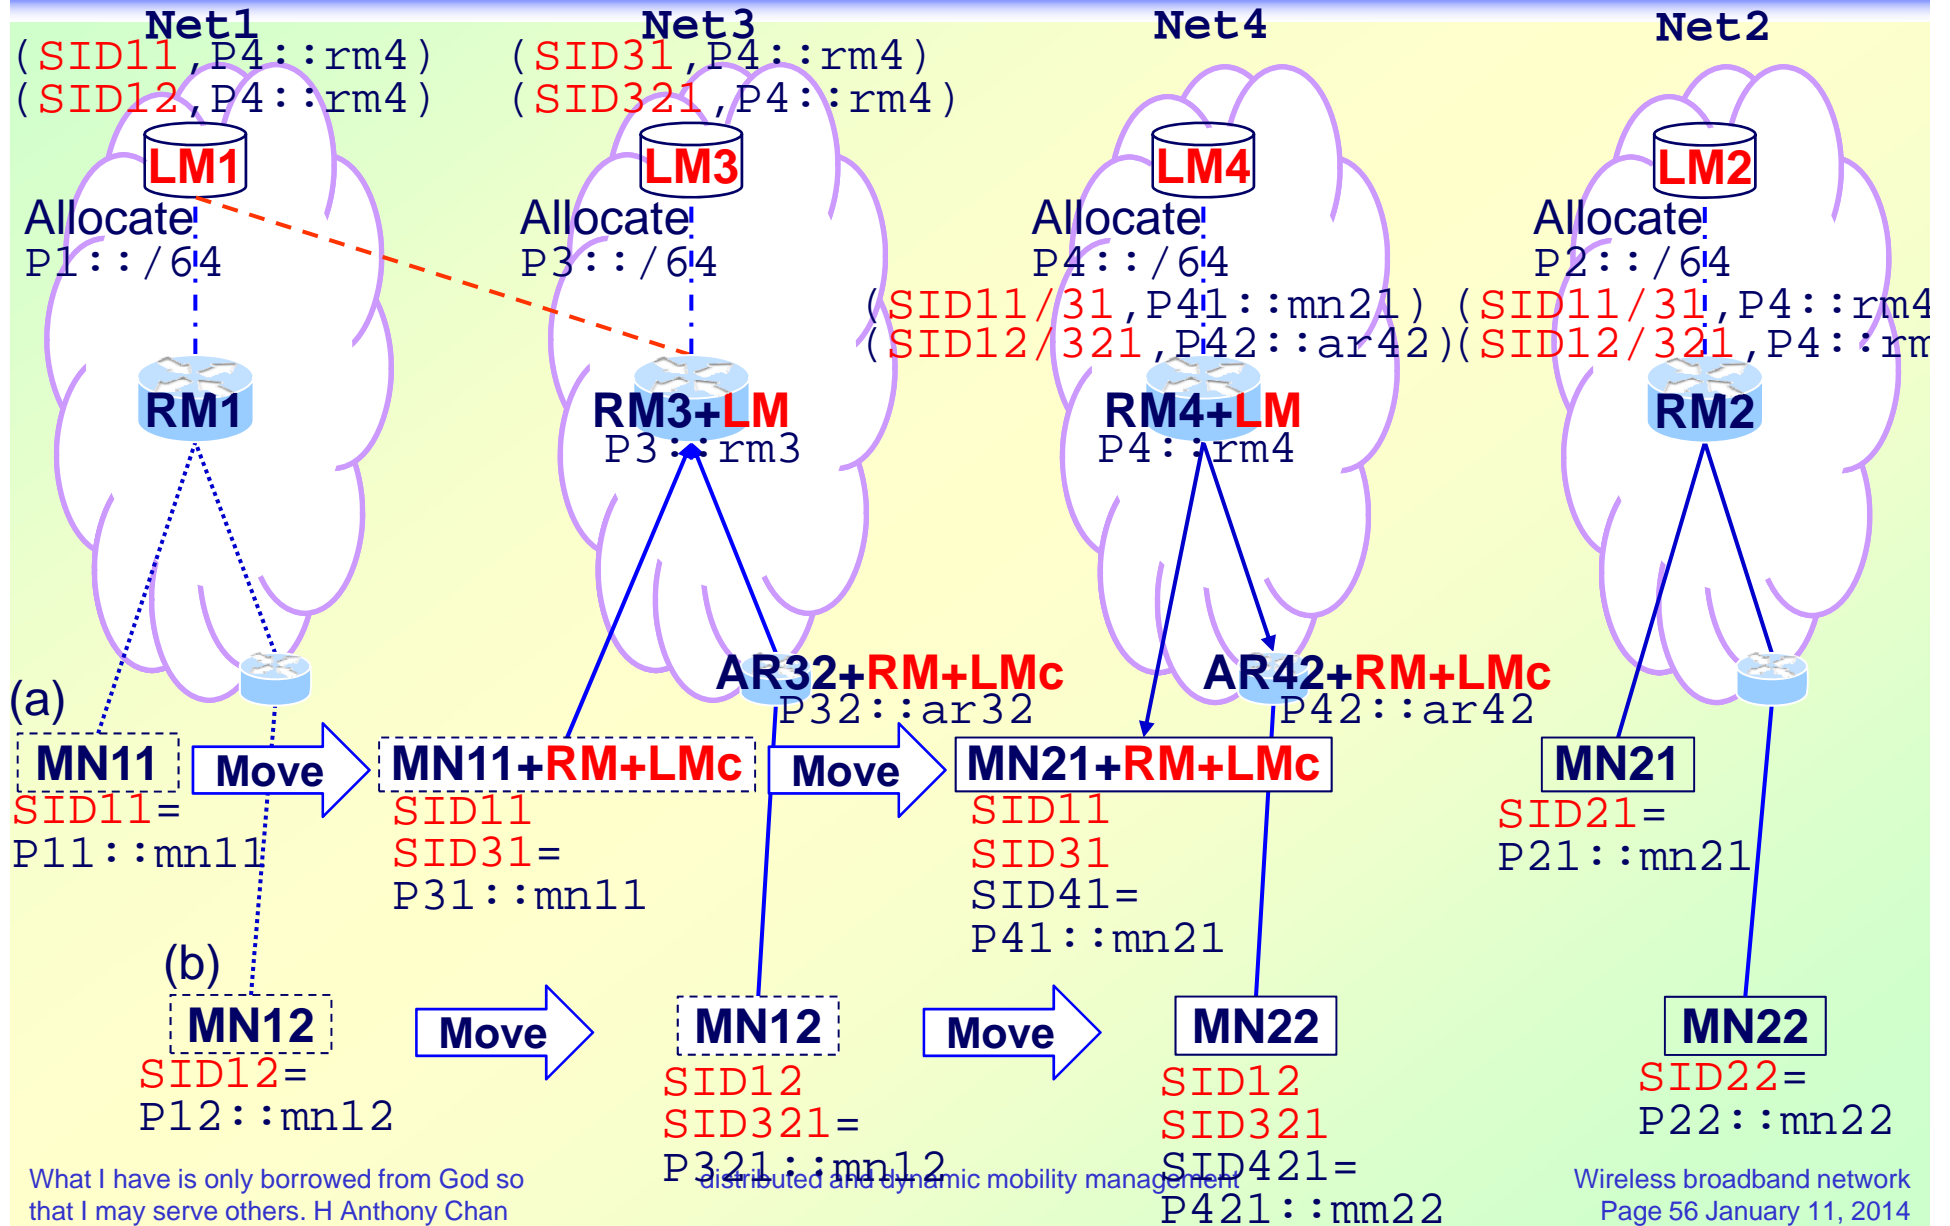 Net1
Net3
Net4
Net2
(SID11,P4::rm4)
(SID12,P4::rm4)
(SID31,P4::rm4)
(SID321,P4::rm4)
LM1
LM3
LM4
LM2
Allocate
P1::/64
Allocate
P3::/64
Allocate
P4::/64
Allocate
P2::/64
(SID11/31,P41::mn21)
(SID12/321,P42::ar42)
(SID11/31,P4::rm4
(SID12/321,P4::rm
RM1
RM3+LM
P3::rm3
RM4+LM
P4::rm4
RM2
AR32+RM+LMc
P32::ar32
AR42+RM+LMc
P42::ar42
(a)
MN11
Move
MN11+RM+LMc
Move
MN21+RM+LMc
MN21
SID11=
P11::mn11
SID11
SID31=
P31::mn11
SID11
SID31
SID41=
P41::mn21
SID21=
P21::mn21
(b)
MN12
Move
MN12
Move
MN22
MN22
SID12=
P12::mn12
SID12
SID321=
P321::mn12
SID12
SID321
SID421=
P421::mm22
SID22=
P22::mn22
What I have is only borrowed from God so
that I may serve others. H Anthony Chan
distributed and dynamic mobility management
Wireless broadband network
Page 56 January 11, 2014